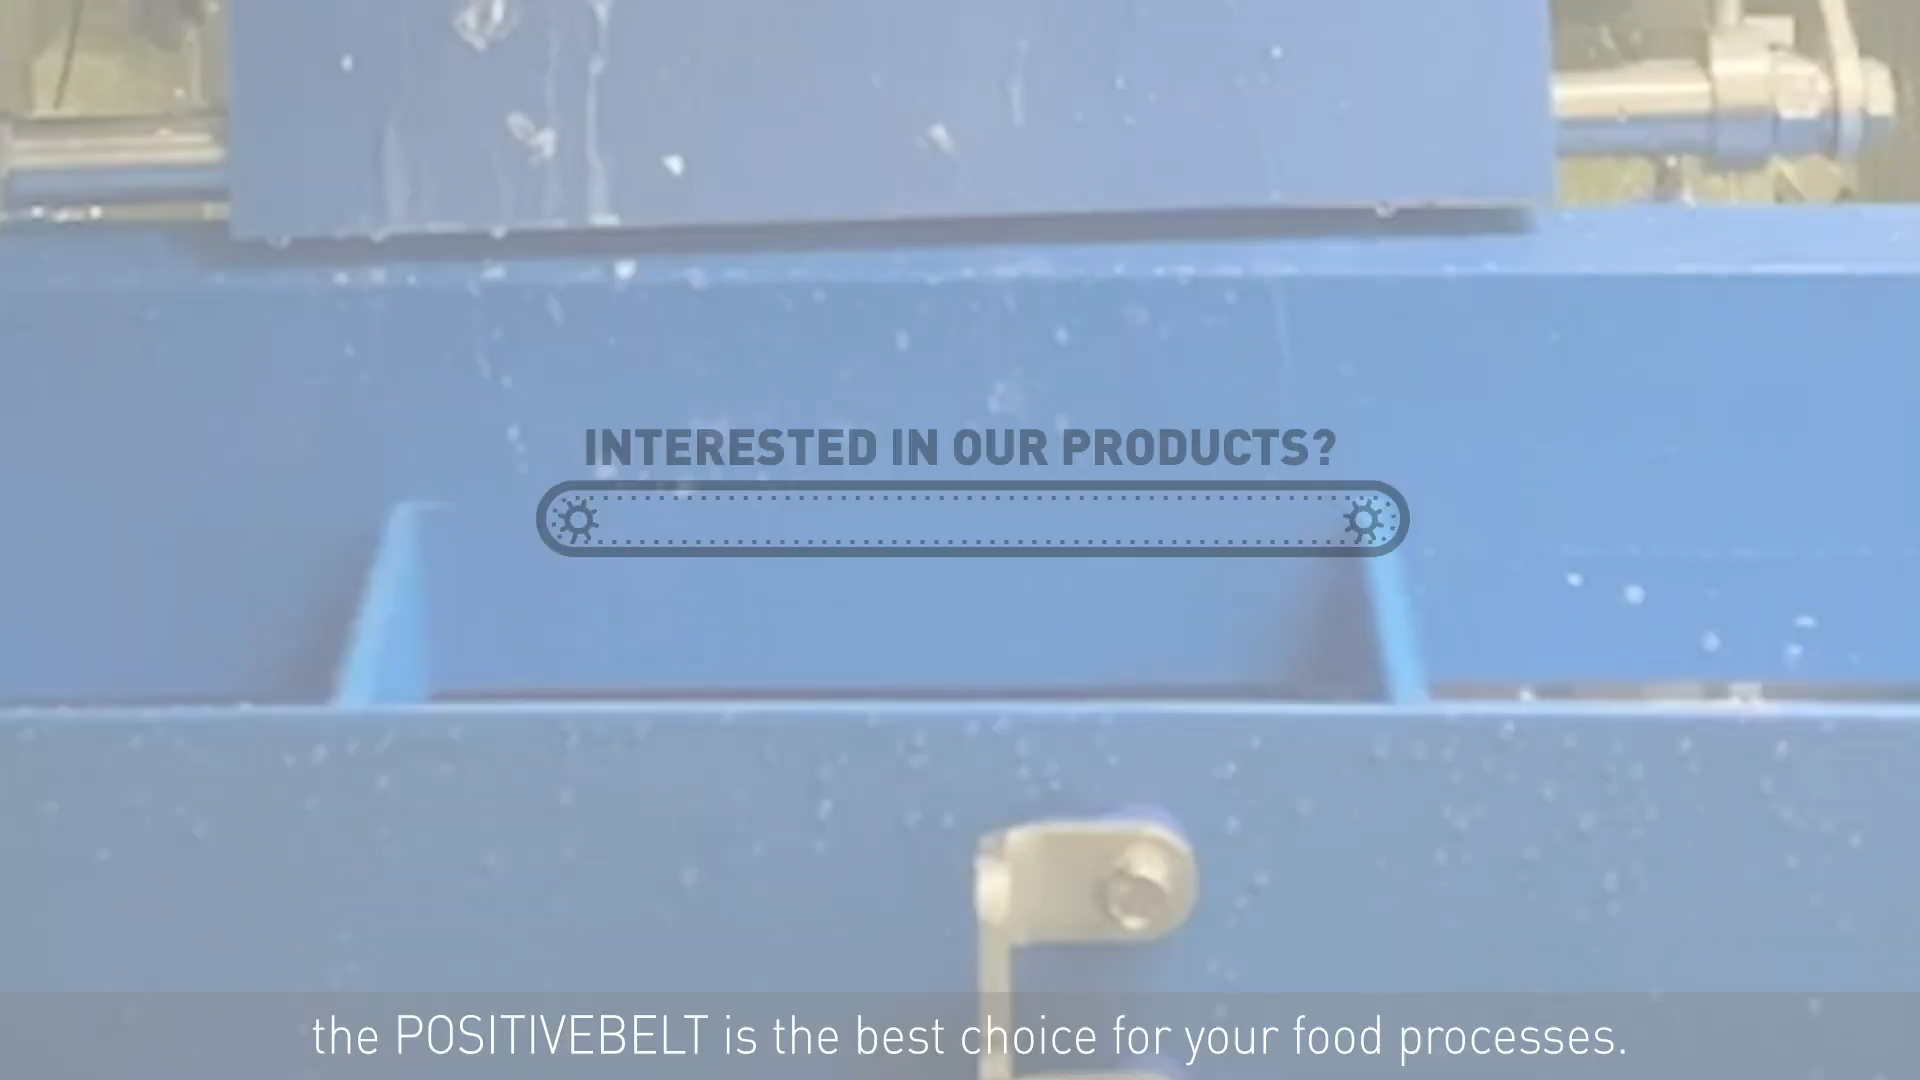 INTERESTED IN OUR PRODUCTS?
the POSITIVEBELT is the best choice for your food processes.